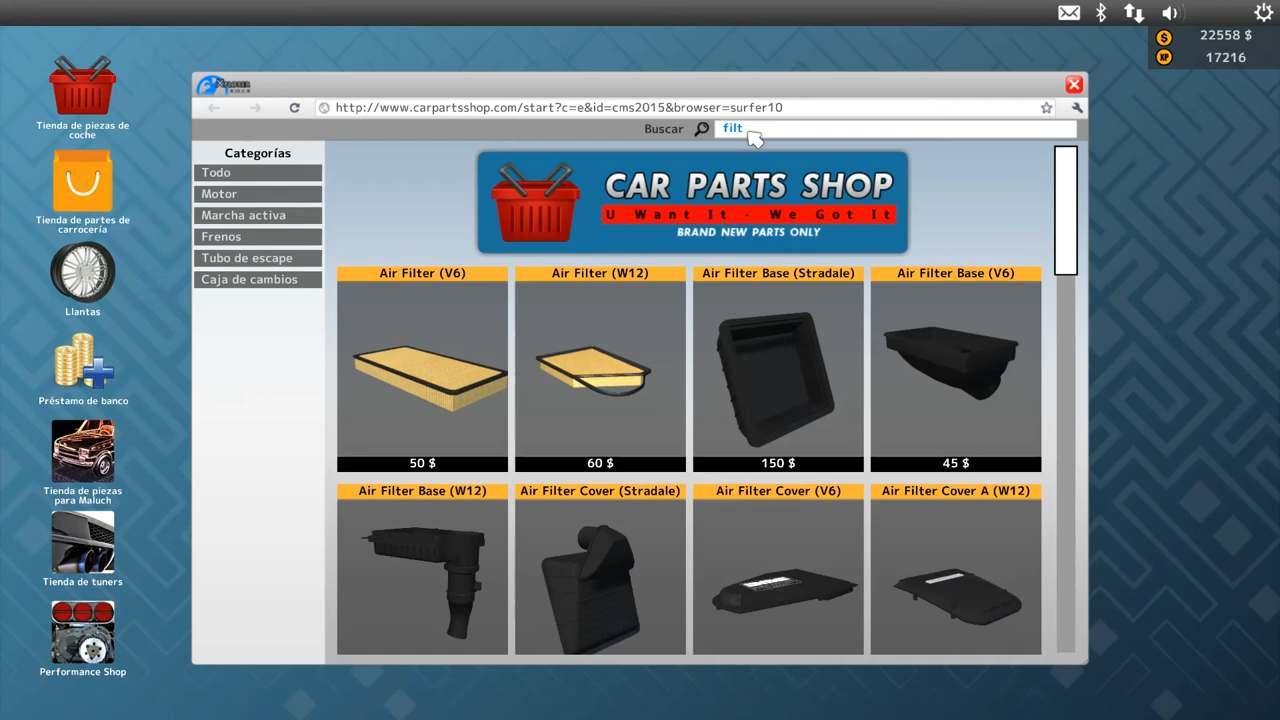 22558 $
17216
Tienda de piezas de
coche
Tienda de partes de
carrocería
Llantas
Préstamo de banco
Tienda de piezas
para Maluch
Tienda de tuners
Performance Shop
http://www.carpartsshop.com/start?c=e&id=cms2015&browser=surfer10
Buscar
filt
Categorías
Todo
Motor
Marcha activa
Frenos
Tubo de escape
Caja de cambios
CAR PARTS SHOP
U Want It - We Got It
BRAND NEW PARTS ONLY
Air Filter (V6)
Air Filter (W12)
Air Filter Base (Stradale)
Air Filter Base (V6)
50 $
60 $
150 $
45 $
Air Filter Base (W12)
Air Filter Cover (Stradale)
Air Filter Cover (V6)
Air Filter Cover A (W12)